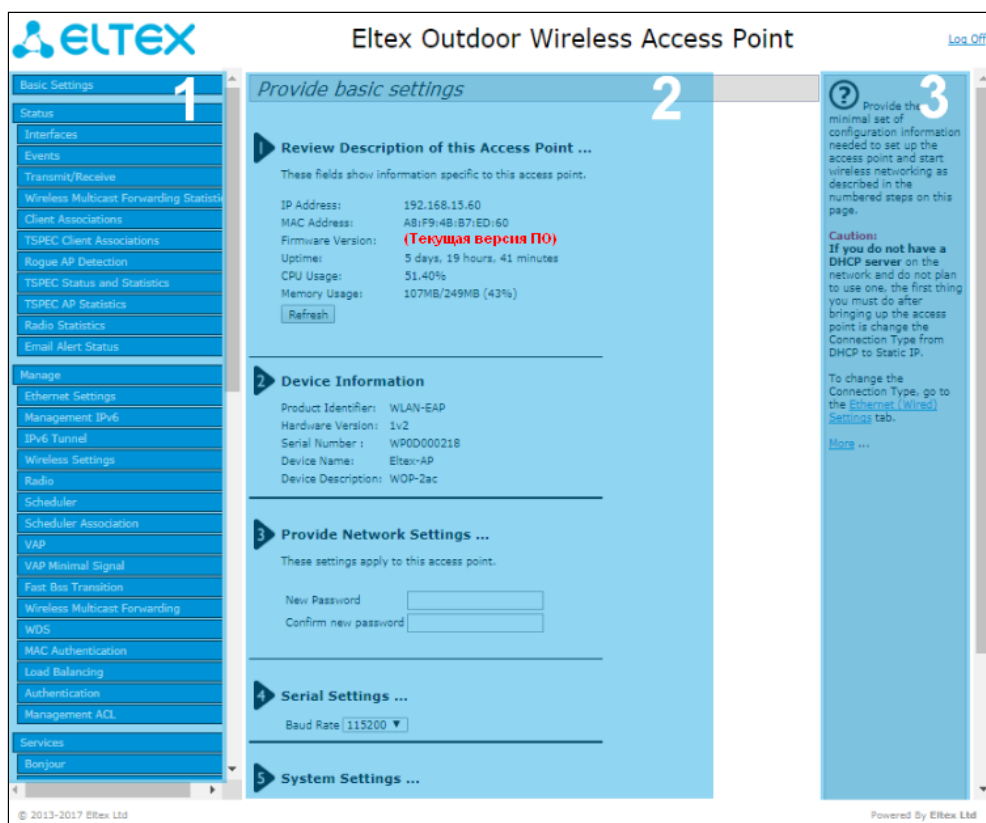 ELTEX
Eltex Outdoor Wireless Access Point
Log Off
1
Basic Settings
Status
Interfaces
Events
Transmit/Receive
Wireless Multicast Forwarding Statisti
Client Associations
TSPEC Client Associations
Rogue AP Detection
TSPEC Status and Statistics
TSPEC AP Statistics
Radio Statistics
Email Alert Status
Manage
Ethernet Settings
Management IPv6
IPv6 Tunnel
Wireless Settings
Radio
Scheduler
Scheduler Association
VAP
VAP Minimal Signal
Fast Bss Transition
Wireless Multicast Forwarding
WDS
MAC Authentication
Load Balancing
Authentication
Management ACL
Services
Bonjour
2
Provide basic settings
1 Review Description of this Access Point ...
These fields show information specific to this access point.
IP Address: 192.168.15.60
MAC Address: A8:F9:4B:B7:ED:60
Firmware Version: (Текущая версия ПО)
Uptime: 5 days, 19 hours, 41 minutes
CPU Usage: 51.40%
Memory Usage: 107MB/249MB (43%)
Refresh
2 Device Information
Product Identifier: WLAN-EAP
Hardware Version: 1v2
Serial Number : WP0D000218
Device Name: Eltex-AP
Device Description: WOP-2ac
3 Provide Network Settings ...
These settings apply to this access point.
New Password
Confirm new password
4 Serial Settings ...
Baud Rate 115200
5 System Settings ...
3
? Provide the
minimal set of
configuration information
needed to set up the
access point and start
wireless networking as
described in the
numbered steps on this
page.
Caution:
If you do not have a
DHCP server on the
network and do not plan
to use one, the first thing
you must do after
bringing up the access
point is change the
Connection Type from
DHCP to Static IP.
To change the
Connection Type, go to
the Ethernet (Wired)
Settings tab.
More ...
© 2013-2017 Eltex Ltd
Powered By Eltex Ltd